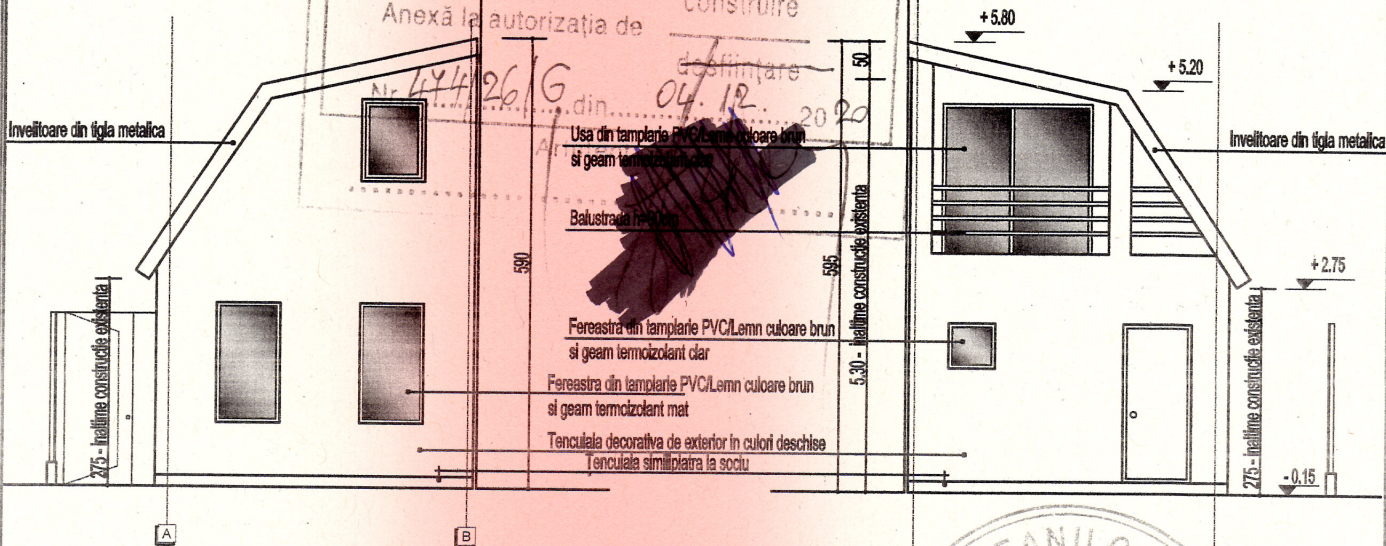 construire
Anexă la autorizația de
desființare
Nr. 474/26/G din 04.12. 2020
+ 5.80
+ 5.20
50
Invelitoare din tigla metalica
Usa din tamplarie PVC/Lemn culoare brun
si geam termoizolant clar
Invelitoare din tigla metalica
Balustrada
590
595
5.30 - inaltime constructie existenta
+ 2.75
275 - inaltime constructie existenta
Fereastra din tamplarie PVC/Lemn culoare brun
si geam termoizolant clar
Fereastra din tamplarie PVC/Lemn culoare brun
si geam termoizolant mat
275 - inaltime constructie existenta
Tencuiala decorativa de exterior in culori deschise
Tencuiala similipiatra la soclu
- 0.15
A
B